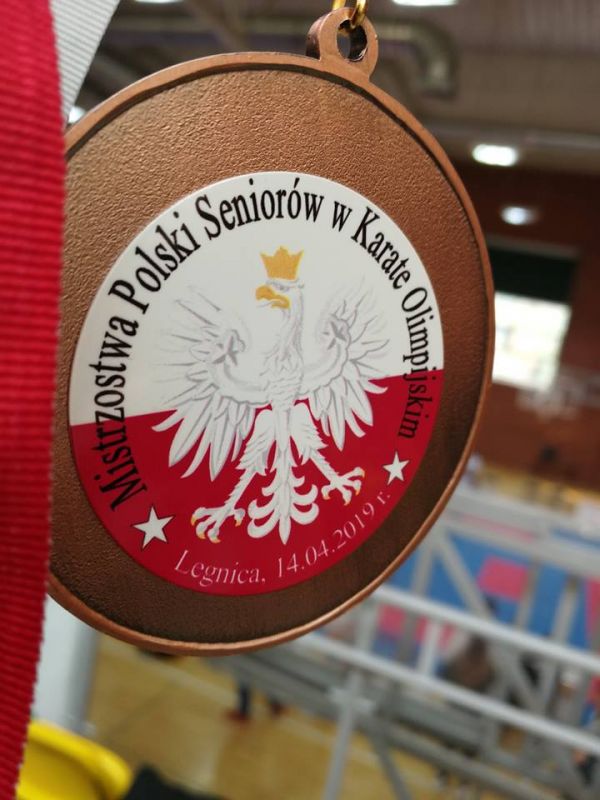 Mistrzostwa Polski Seniorów w Karate Olimpijskim
Legnica, 14.04.2019 r.